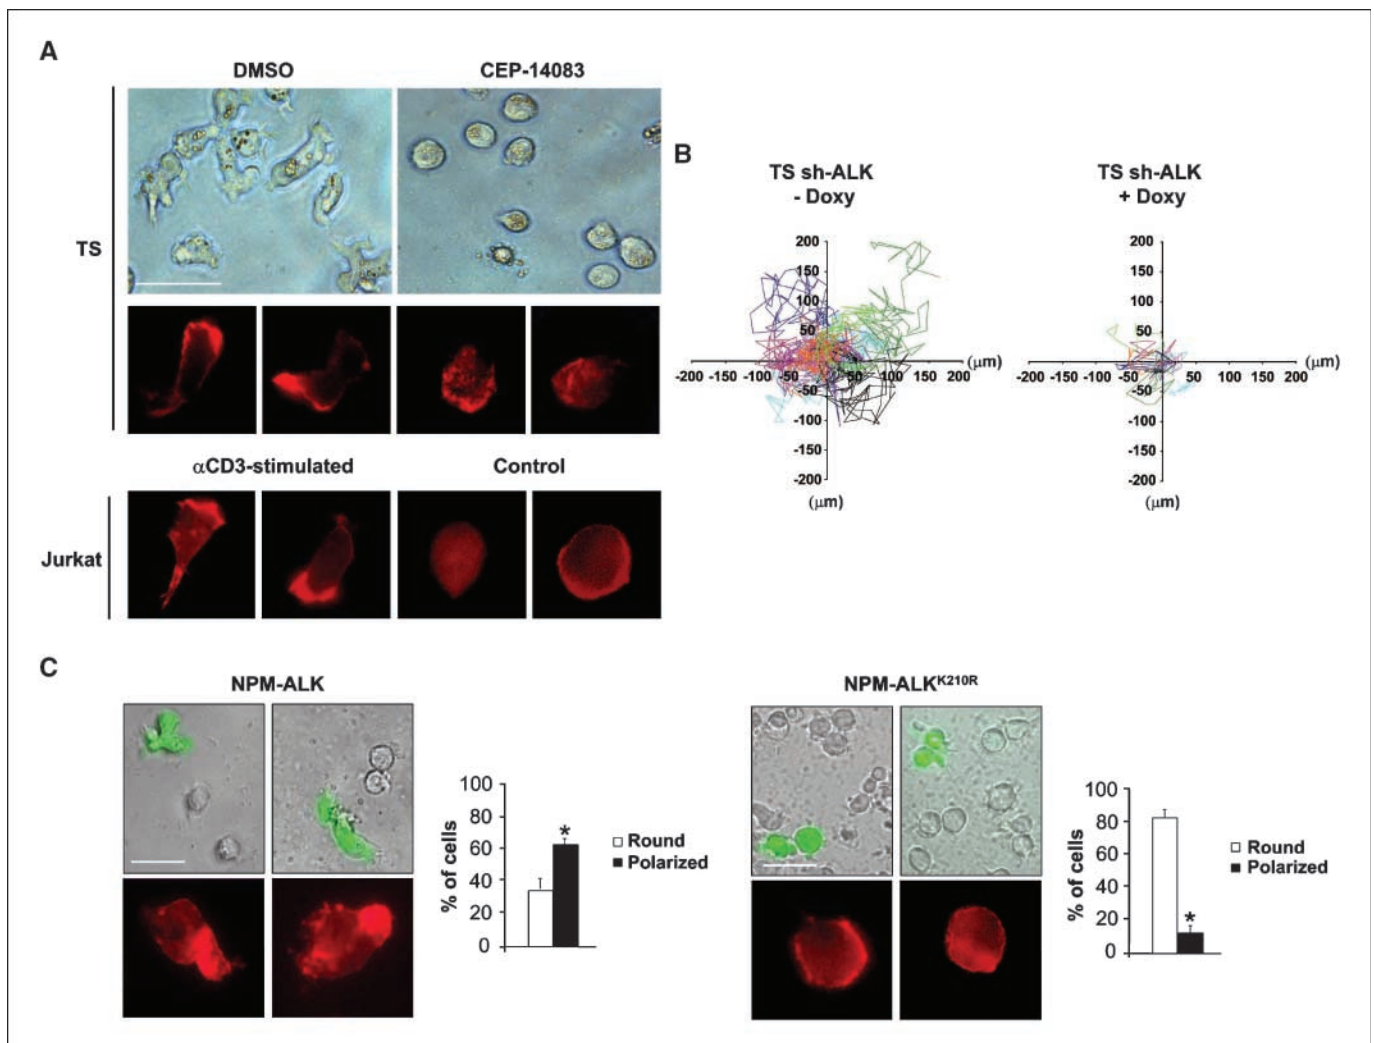 A
DMSO CEP-14083
TS
αCD3-stimulated Control
Jurkat
B
TS sh-ALK
- Doxy
200
150
100
50
(μm)
-200 -150 -100 -50 50 100 150 200
-50
-100
-150
-200
(μm)
TS sh-ALK
+ Doxy
200
150
100
50
(μm)
-200 -150 -100 -50 50 100 150 200
-50
-100
-150
-200
(μm)
C
NPM-ALK
% of cells
100
80
60
40
20
0
*
Round
Polarized
NPM-ALK^K210R
% of cells
100
80
60
40
20
0
*
Round
Polarized